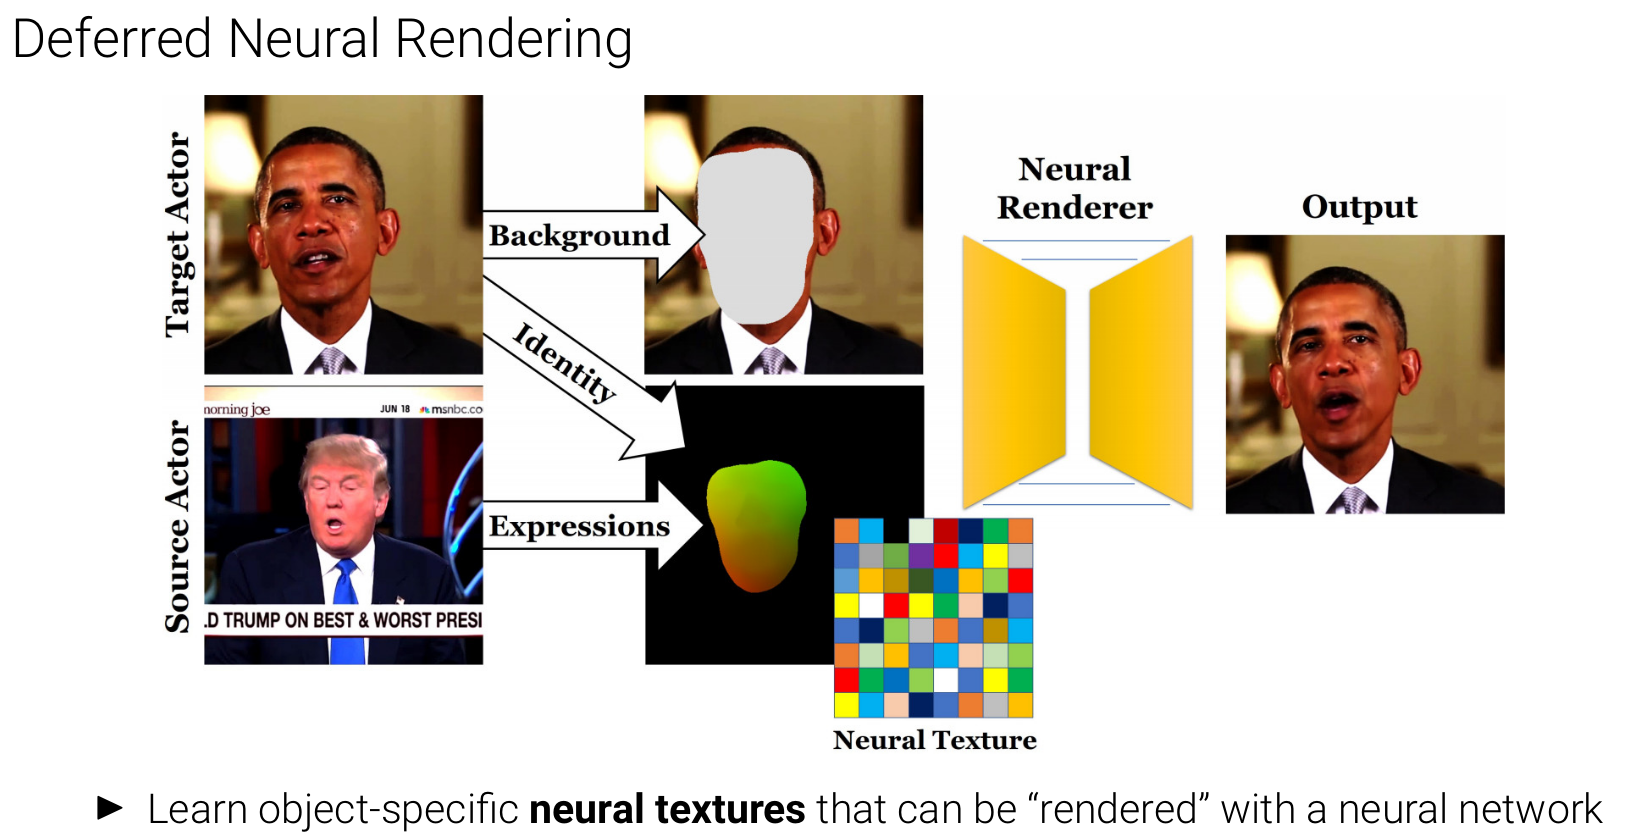 Deferred Neural Rendering
Target Actor
Background
Identity
Neural
Renderer
Output
morning joe
JUN 18 msnbc.co
Source Actor
Expressions
.D TRUMP ON BEST & WORST PRESI
Neural Texture
► Learn object-specific neural textures that can be “rendered” with a neural network